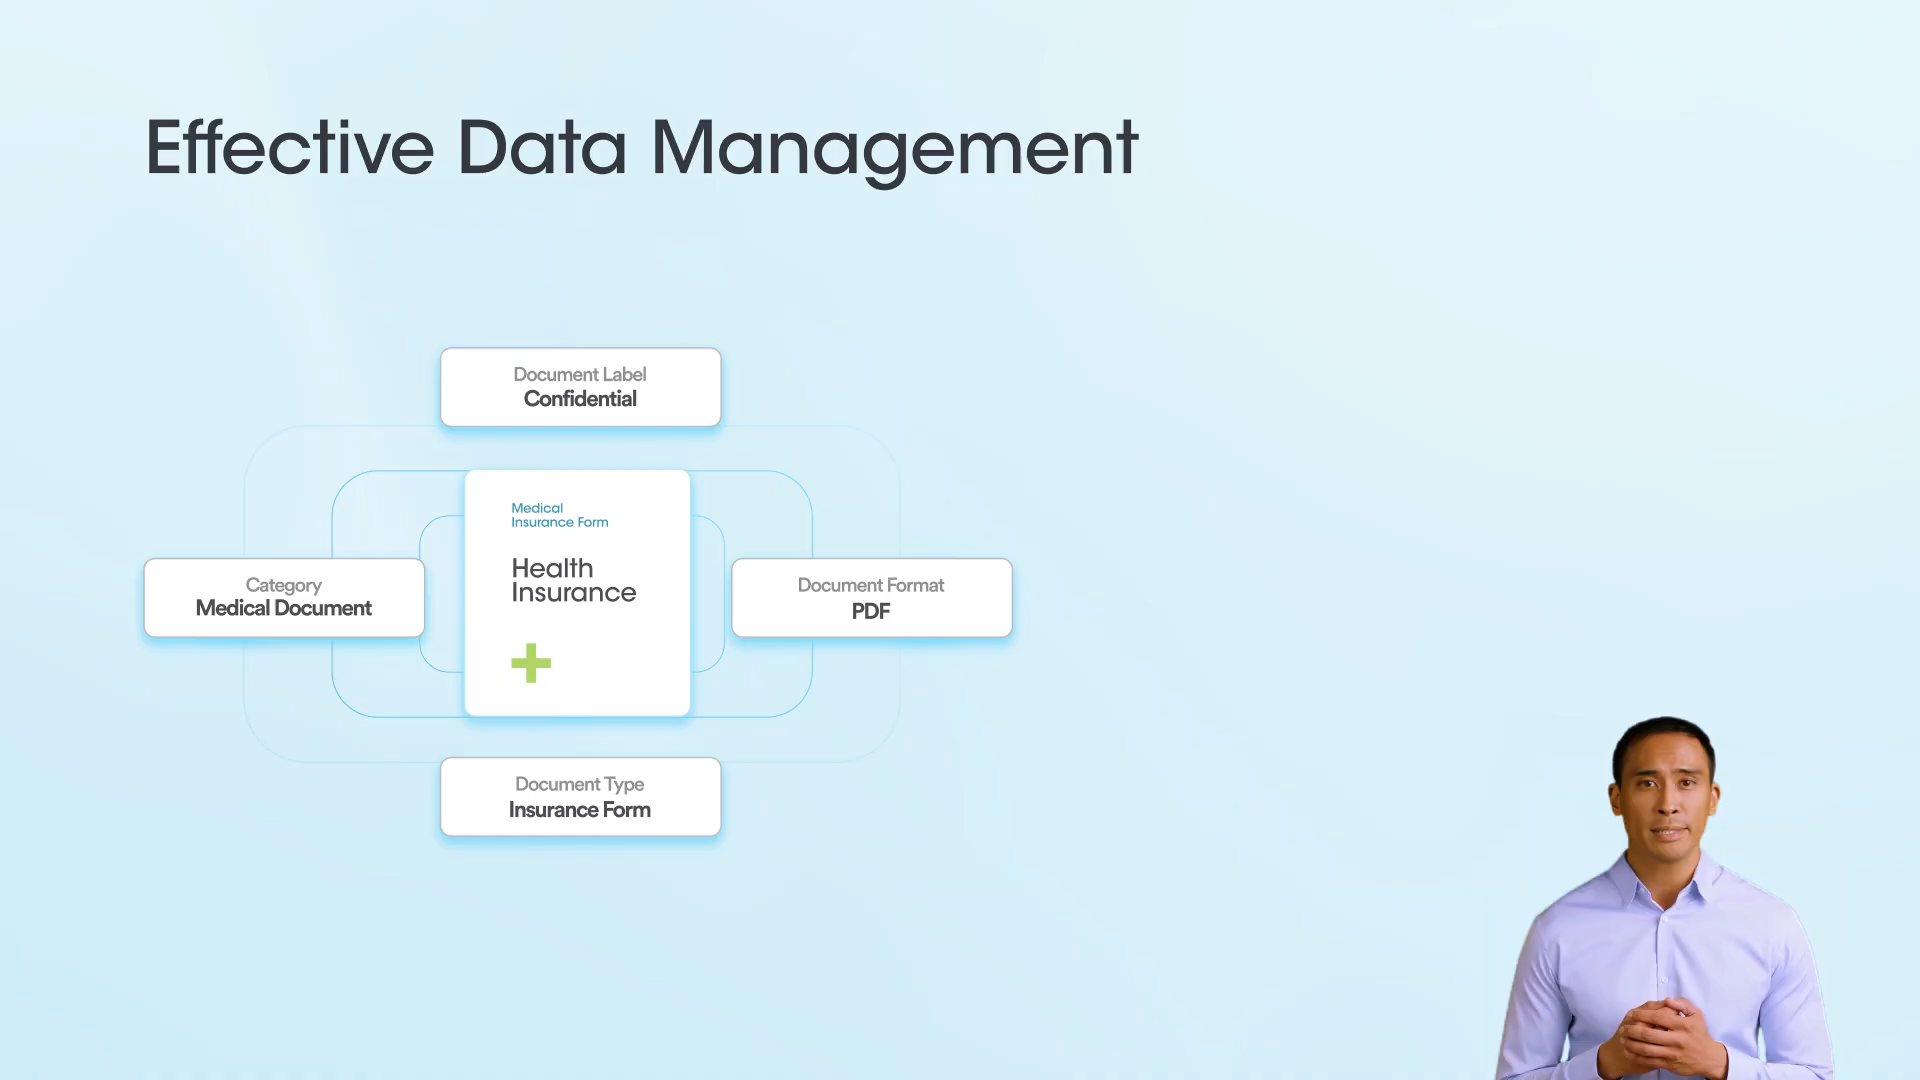 Effective Data Management
Document Label
Confidential
Medical
Insurance Form
Health
Insurance
Category
Medical Document
Document Format
PDF
Document Type
Insurance Form